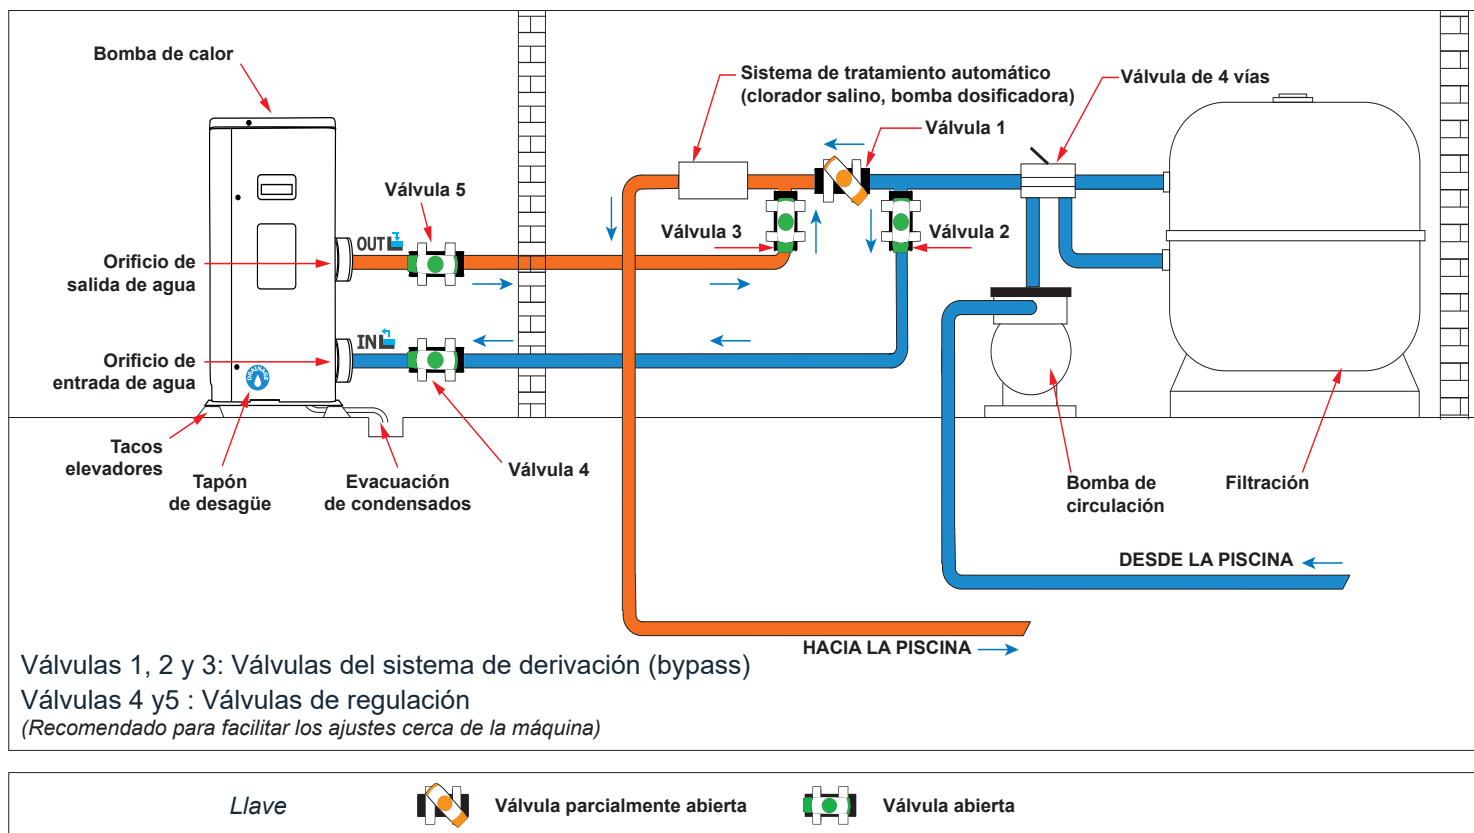 Bomba de calor
Sistema de tratamiento automático
(clorador salino, bomba dosificadora)
Válvula de 4 vías
Válvula 1
Válvula 5
Válvula 3
Válvula 2
OUT
Orificio de
salida de agua
IN
Orificio de
entrada de agua
DRAINAGE
Tacos
elevadores
Tapón
de desagüe
Evacuación
de condensados
Válvula 4
Bomba de
circulación
Filtración
DESDE LA PISCINA
HACIA LA PISCINA
Válvulas 1, 2 y 3: Válvulas del sistema de derivación (bypass)
Válvulas 4 y5 : Válvulas de regulación
(Recomendado para facilitar los ajustes cerca de la máquina)
Llave
Válvula parcialmente abierta
Válvula abierta